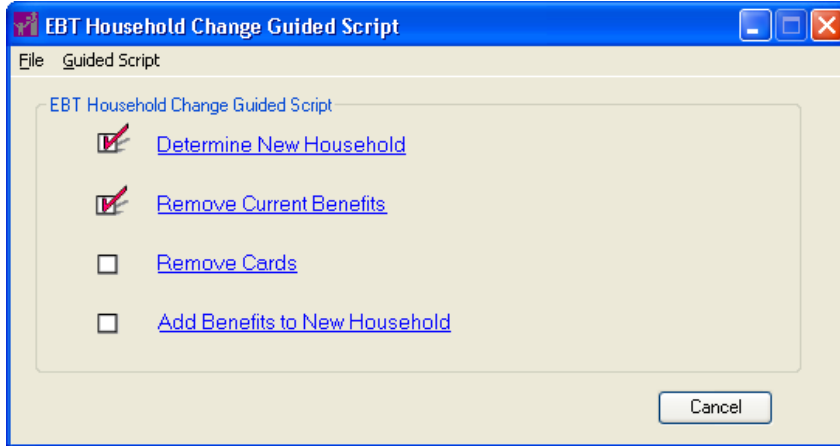 EBT Household Change Guided Script
File Guided Script
EBT Household Change Guided Script
Determine New Household
Remove Current Benefits
Remove Cards
Add Benefits to New Household
Cancel